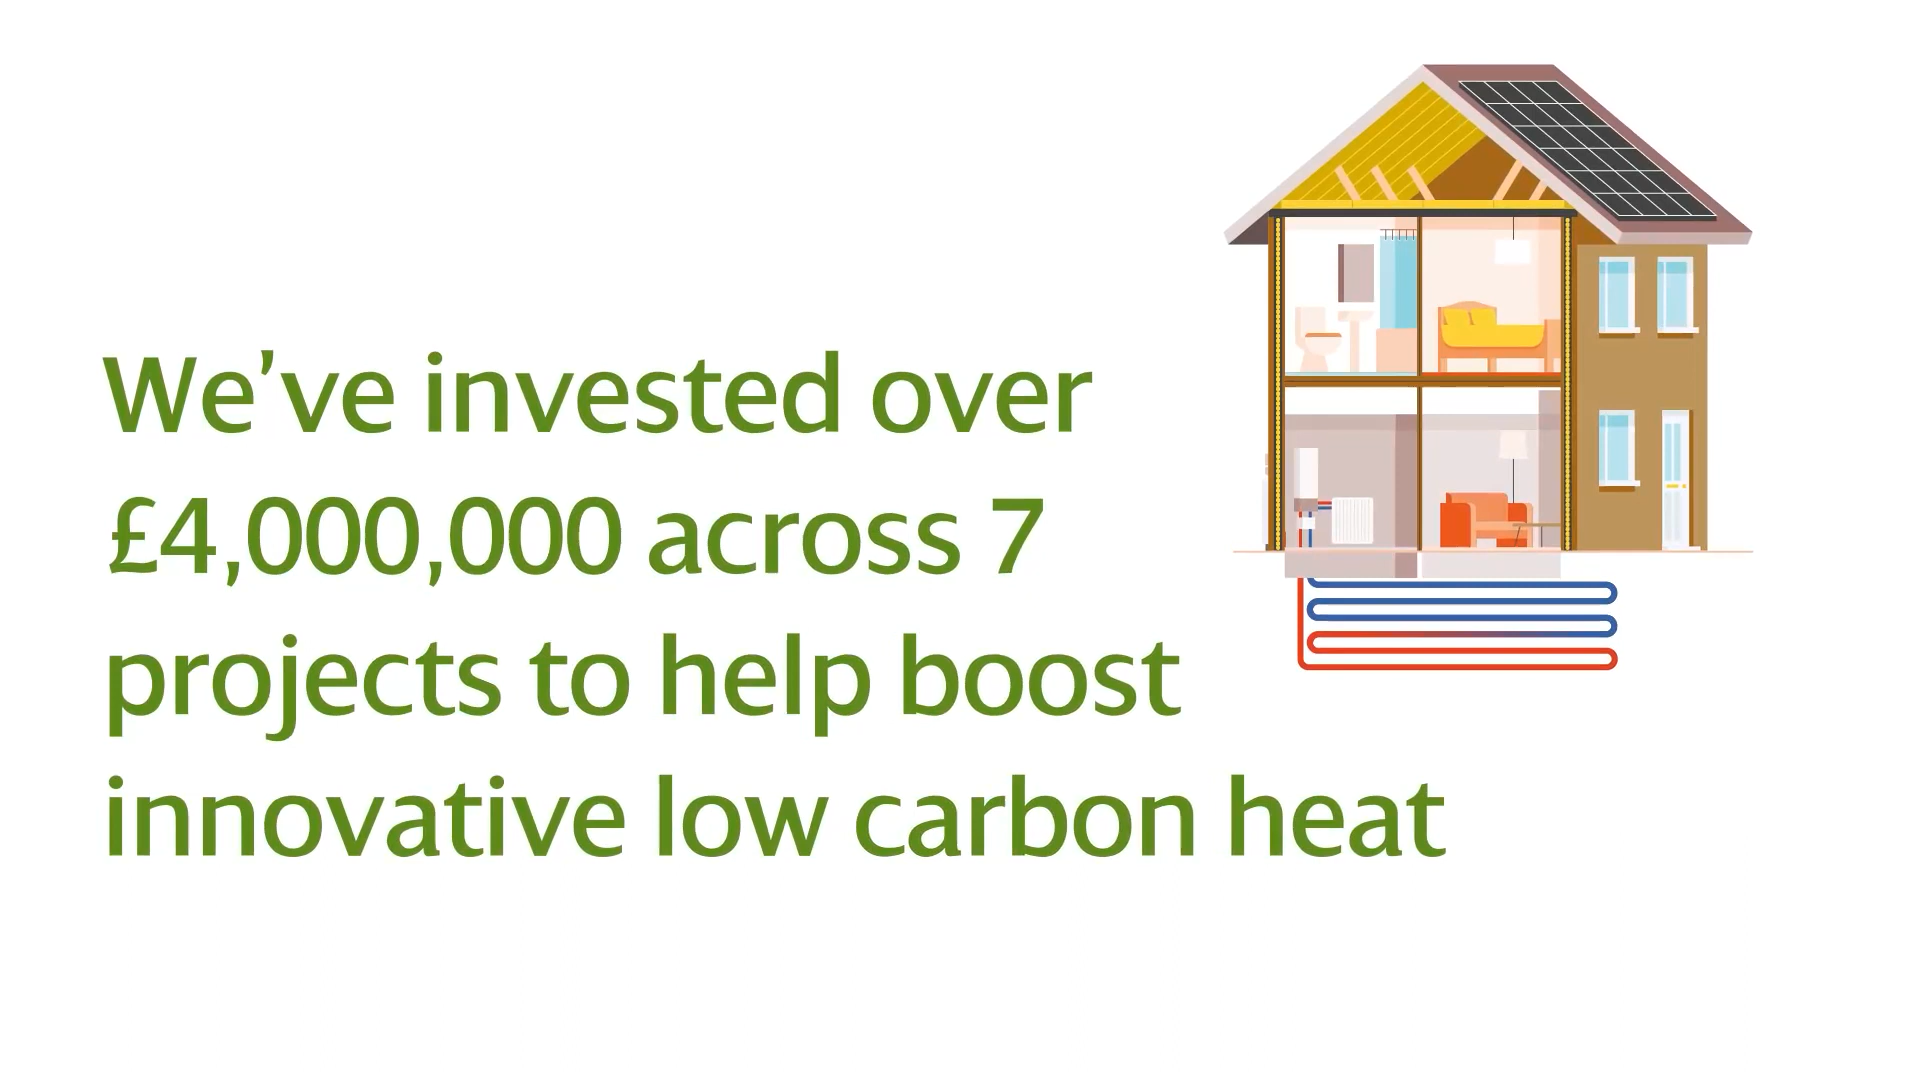 We've invested over
£4,000,000 across 7
projects to help boost
innovative low carbon heat